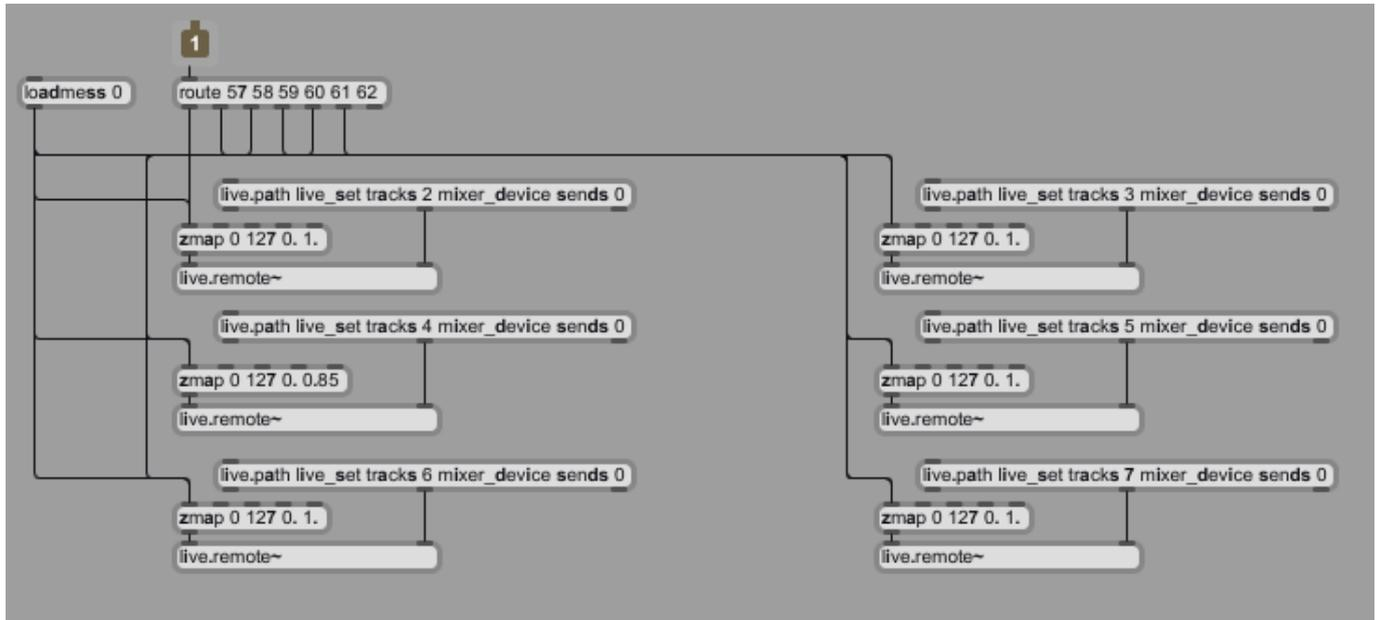 1
loadmess 0
route 57 58 59 60 61 62
live.path live_set tracks 2 mixer_device sends 0
zmap 0 127 0. 1.
live.remote~
live.path live_set tracks 3 mixer_device sends 0
zmap 0 127 0. 1.
live.remote~
live.path live_set tracks 4 mixer_device sends 0
zmap 0 127 0. 0.85
live.remote~
live.path live_set tracks 5 mixer_device sends 0
zmap 0 127 0. 1.
live.remote~
live.path live_set tracks 6 mixer_device sends 0
zmap 0 127 0. 1.
live.remote~
live.path live_set tracks 7 mixer_device sends 0
zmap 0 127 0. 1.
live.remote~